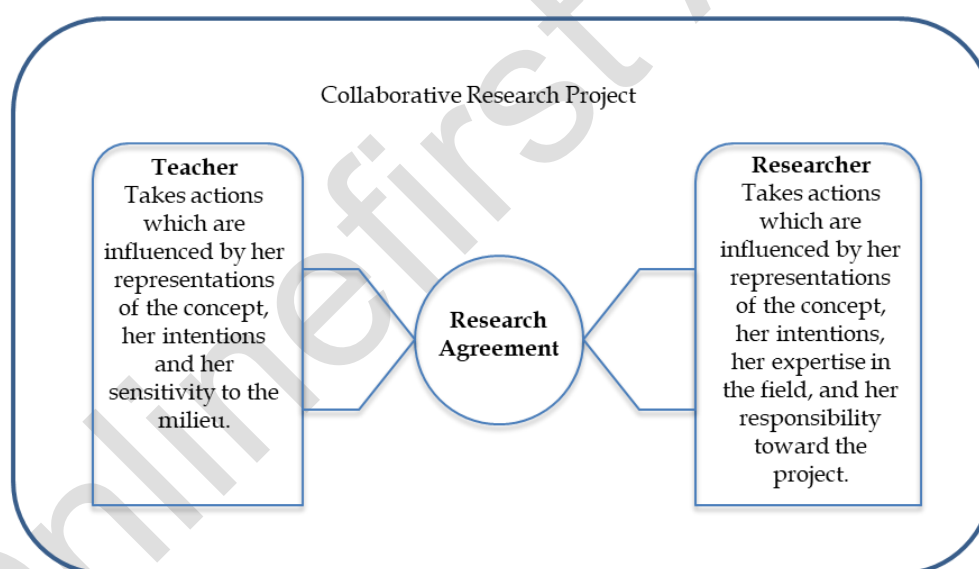 Collaborative Research Project
Teacher
Takes actions
which are
influenced by her
representations
of the concept,
her intentions
and her
sensitivity to the
milieu.
Research
Agreement
Researcher
Takes actions
which are
influenced by her
representations
of the concept,
her intentions,
her expertise in
the field, and her
responsibility
toward the
project.
onlinefirst